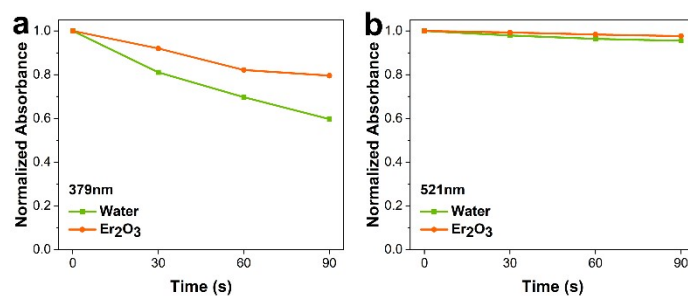 a
Normalized Absorbance
1.0
0.8
0.6
0.4
0.2
0.0
379nm
Water
Er₂O₃
0
30
60
90
Time (s)
b
Normalized Absorbance
1.0
0.8
0.6
0.4
0.2
0.0
521nm
Water
Er₂O₃
0
30
60
90
Time (s)